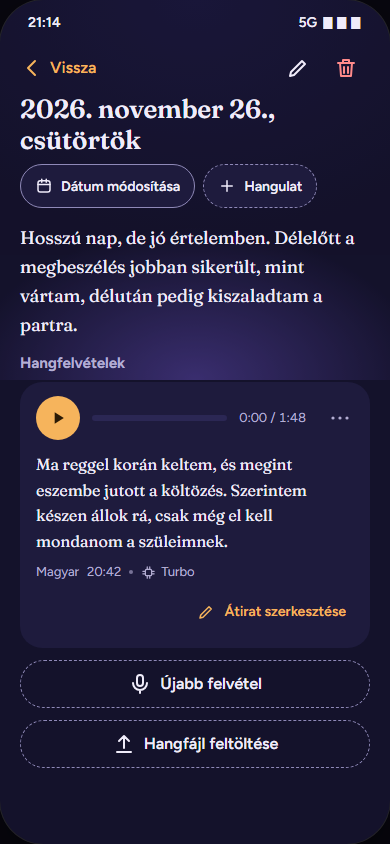 21:14
5G
Vissza
2026. november 26.,
csütörtök
Dátum módosítása
Hangulat
Hosszú nap, de jó értelemben. Délelőtt a
megbeszélés jobban sikerült, mint
vártam, délután pedig kiszaladtam a
partra.
Hangfelvételek
0:00 / 1:48
Ma reggel korán keltem, és megint
eszembe jutott a költözés. Szerintem
készen állok rá, csak még el kell
mondanom a szüleimnek.
Magyar 20:42 • Turbo
Átirat szerkesztése
Újabb felvétel
Hangfájl feltöltése